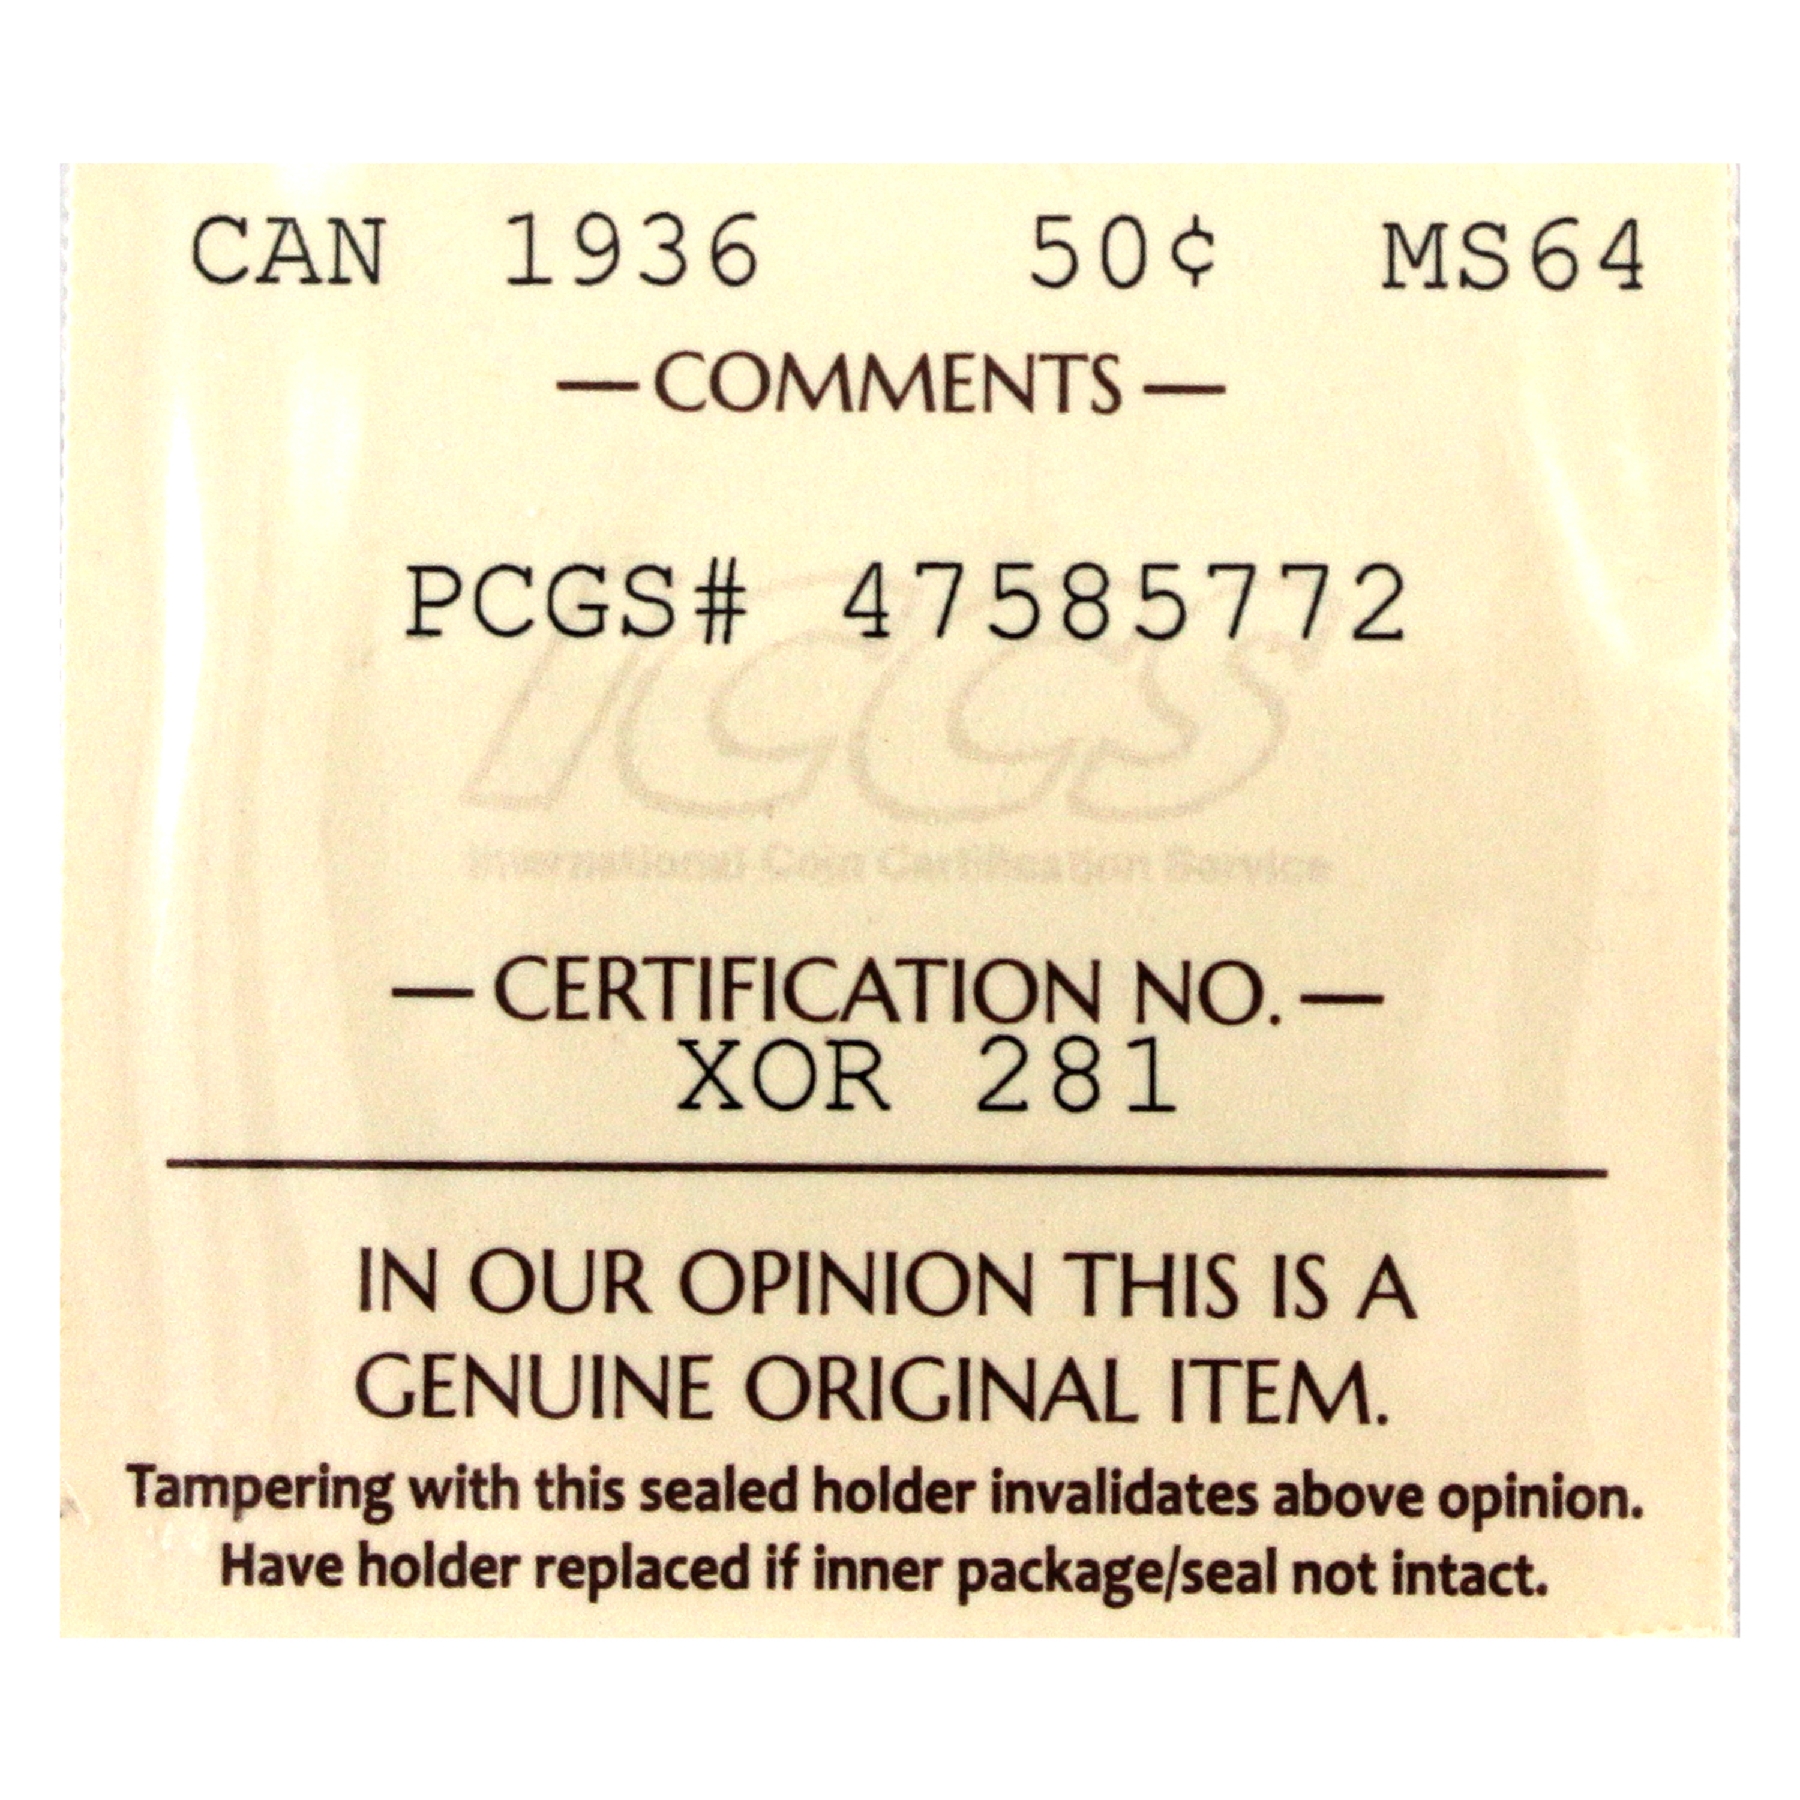 CAN 1936 50¢ MS64
— COMMENTS —
PCGS# 47585772
ICCS
International Coin Certification Service
— CERTIFICATION NO. —
XOR 281
IN OUR OPINION THIS IS A
GENUINE ORIGINAL ITEM.
Tampering with this sealed holder invalidates above opinion.
Have holder replaced if inner package/seal not intact.